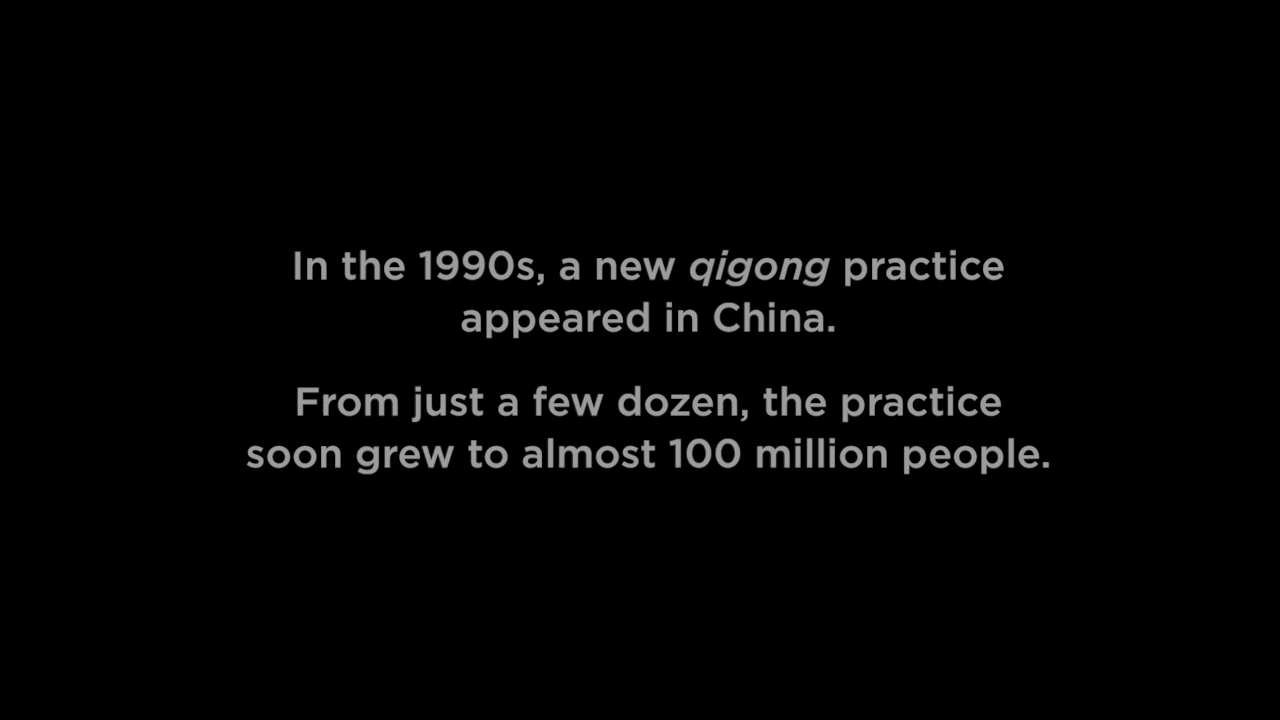 In the 1990s, a new qigong practice
appeared in China.
From just a few dozen, the practice
soon grew to almost 100 million people.